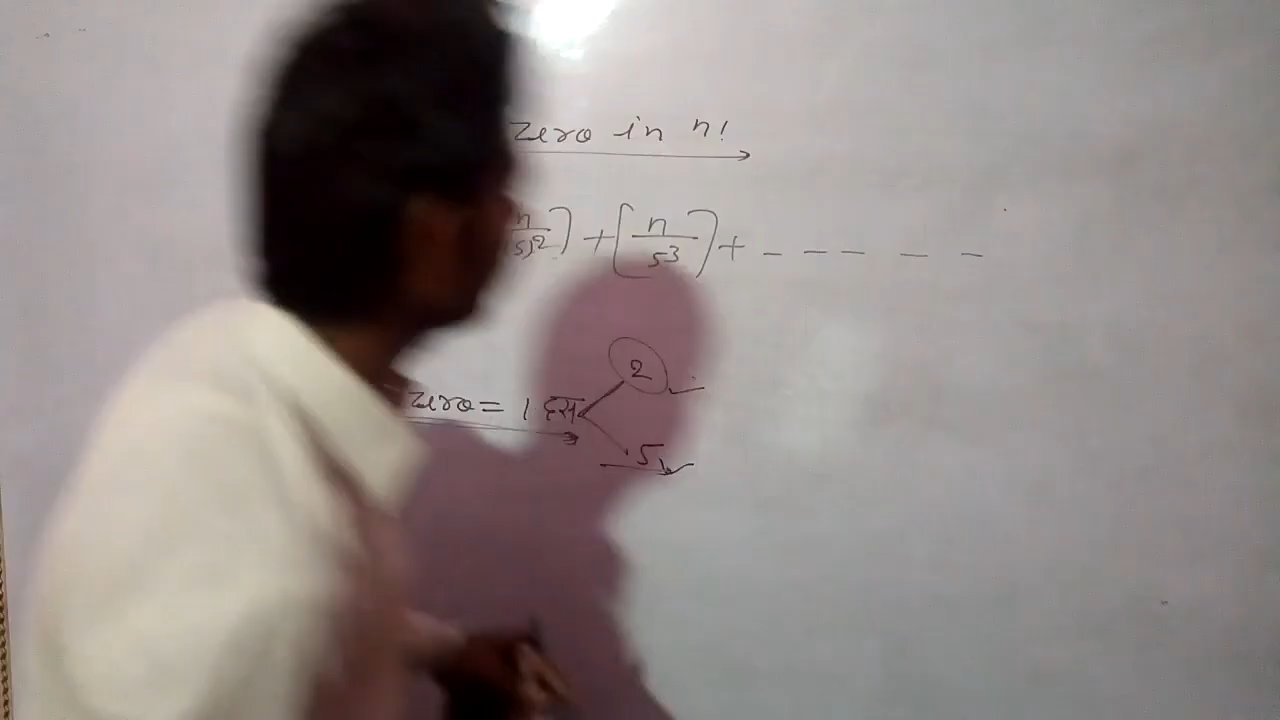 zero in n!
n/5)2] + [n/5³] + - - - - -
2
zero = 1 दस
5